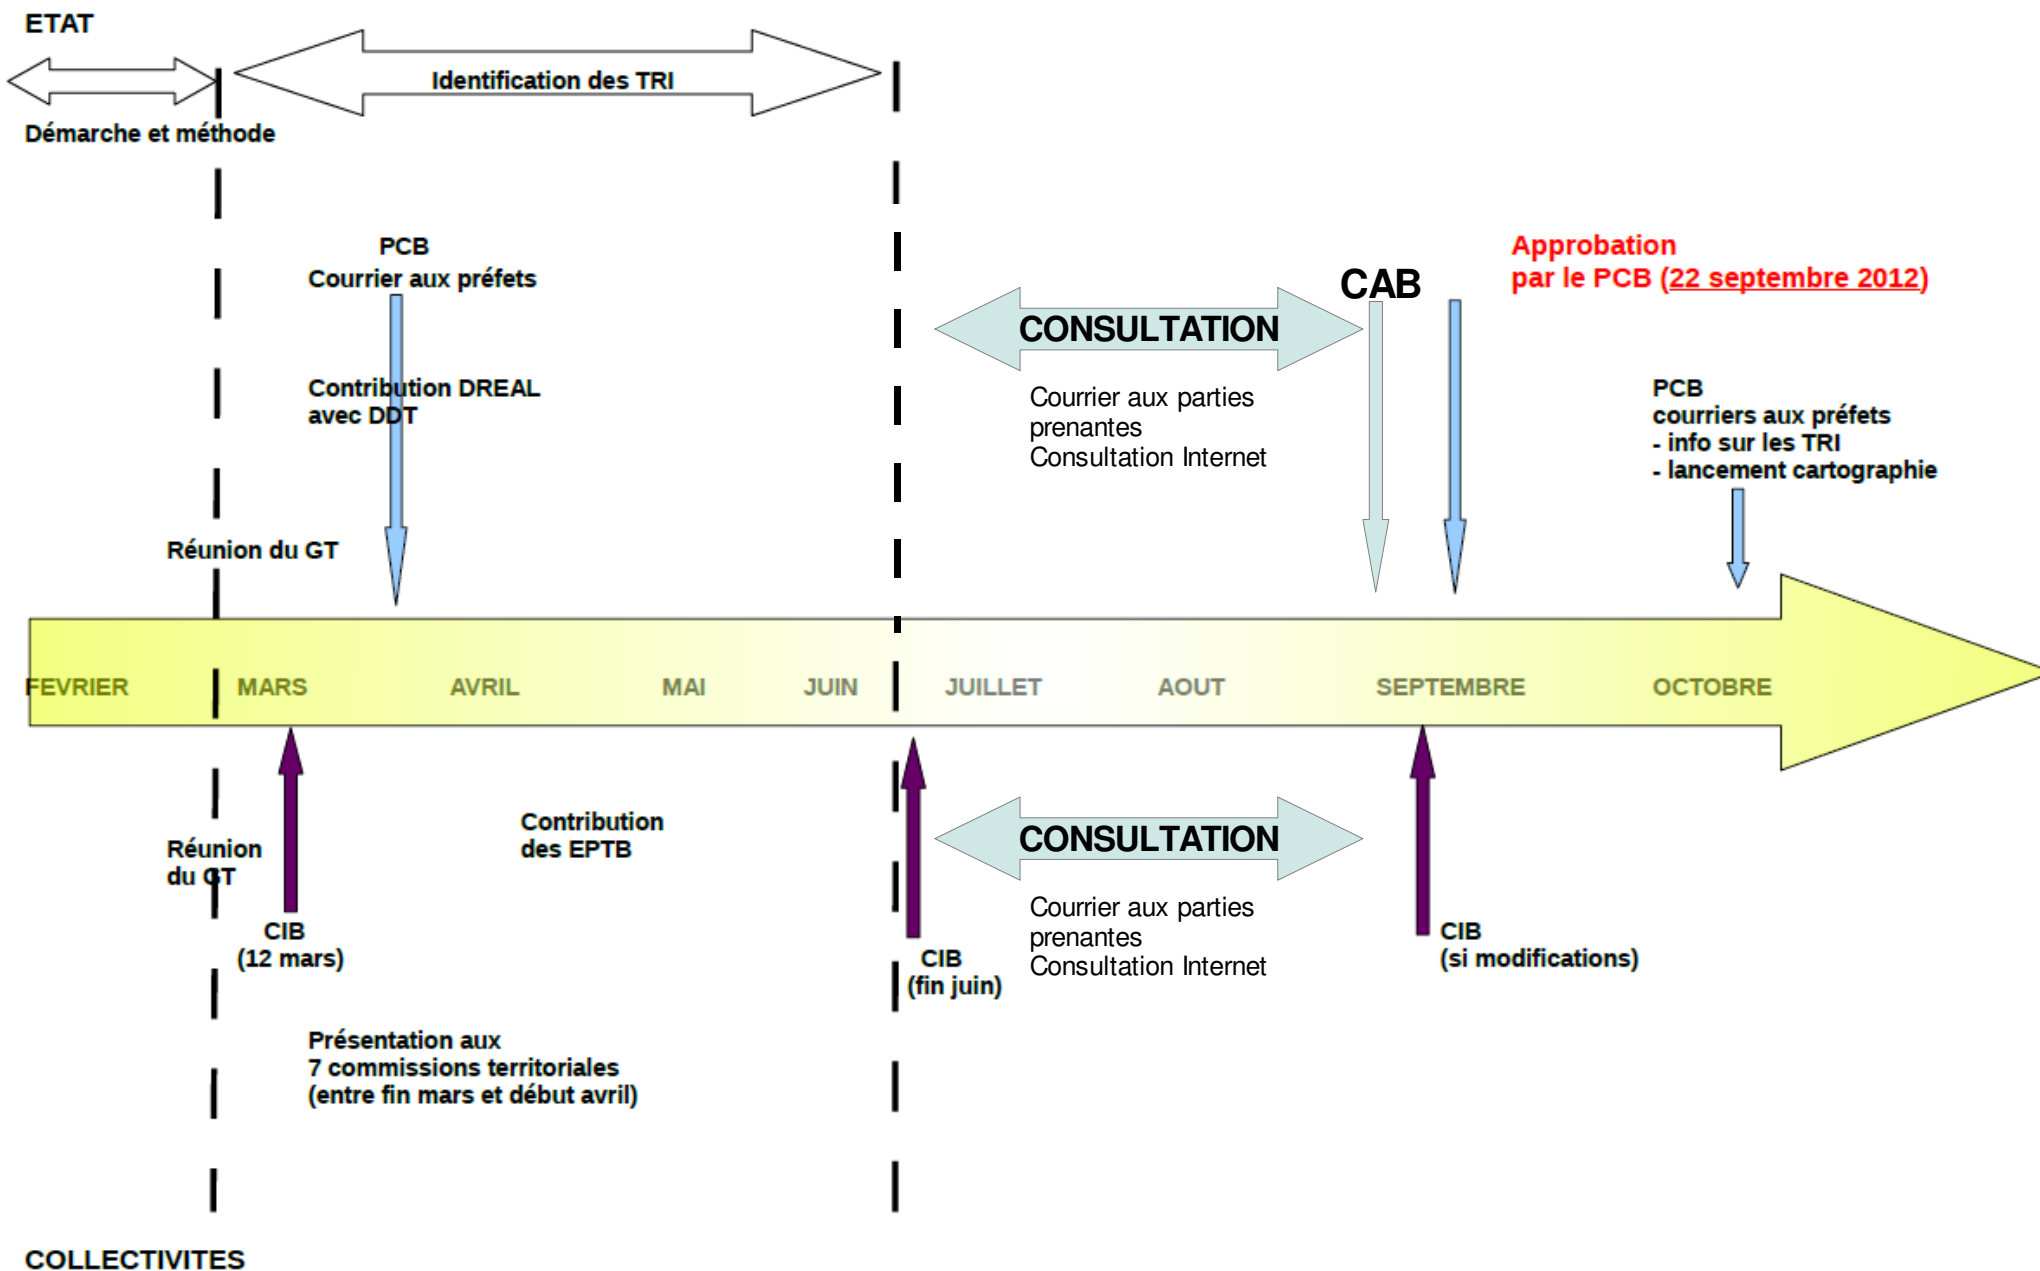 ETAT
Identification des TRI
Démarche et méthode
PCB
Courrier aux préfets
Contribution DREAL
avec DDT
Réunion du GT
CONSULTATION
Courrier aux parties
prenantes
Consultation Internet
CAB
Approbation
par le PCB (22 septembre 2012)
PCB
courriers aux préfets
- info sur les TRI
- lancement cartographie
FEVRIER
MARS
AVRIL
MAI
JUIN
JUILLET
AOUT
SEPTEMBRE
OCTOBRE
Réunion
du GT
CIB
(12 mars)
Contribution
des EPTB
Présentation aux
7 commissions territoriales
(entre fin mars et début avril)
CIB
(fin juin)
CONSULTATION
Courrier aux parties
prenantes
Consultation Internet
CIB
(si modifications)
COLLECTIVITES